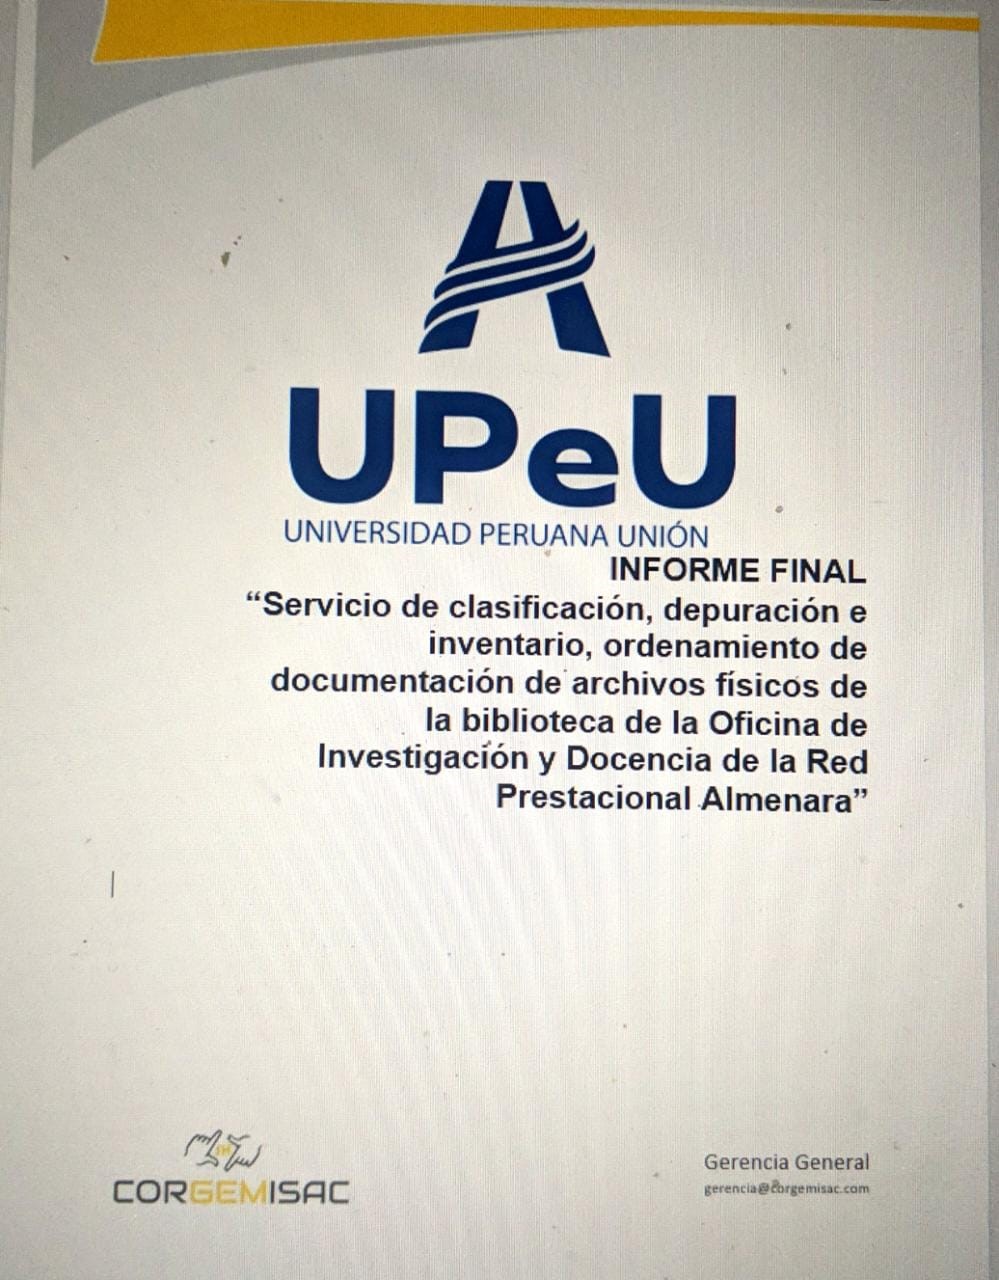 UPeU
UNIVERSIDAD PERUANA UNIÓN
INFORME FINAL
“Servicio de clasificación, depuración e
inventario, ordenamiento de
documentación de archivos físicos de
la biblioteca de la Oficina de
Investigación y Docencia de la Red
Prestacional Almenara”
CORGEMISAC
Gerencia General
gerencia@corgemisac.com